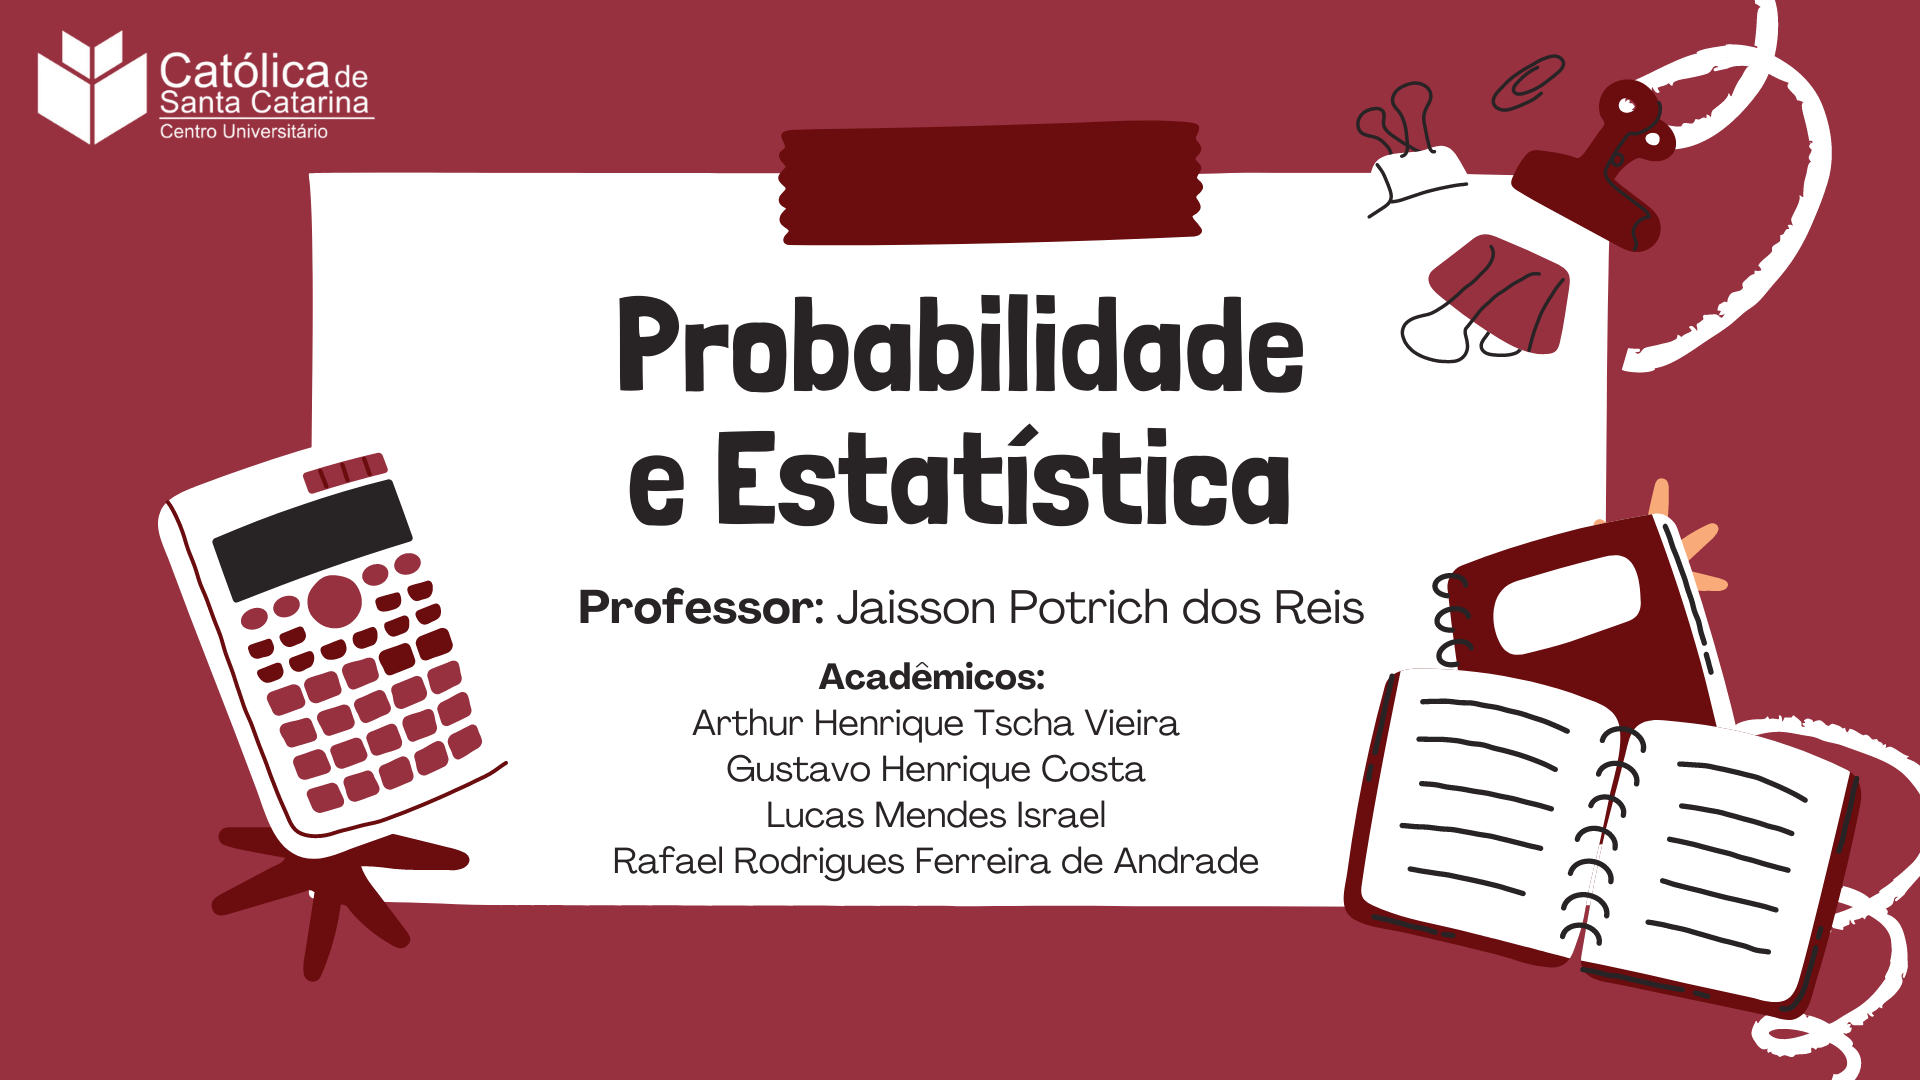 Católica de
Santa Catarina
Centro Universitário
Probabilidade
e Estatística
Professor: Jaisson Potrich dos Reis
Acadêmicos:
Arthur Henrique Tscha Vieira
Gustavo Henrique Costa
Lucas Mendes Israel
Rafael Rodrigues Ferreira de Andrade